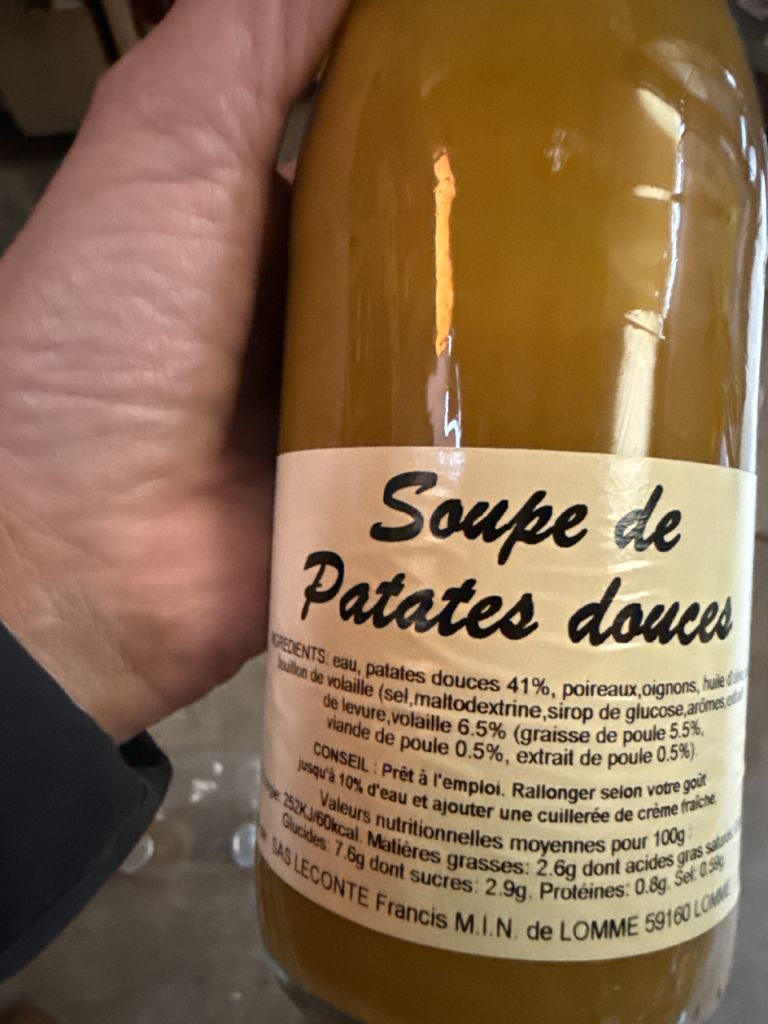 Soupe de
Patates douces
INGREDIENTS: eau, patates douces 41%, poireaux,oignons, huile
bouillon de volaille (sel,maltodextrine,sirop de glucose,arômes,
de levure,volaille 6.5% (graisse de poule 5.5%,
viande de poule 0.5%, extrait de poule 0.5%).
CONSEIL : Prêt à l'emploi. Rallonger selon votre goût
jusqu'à 10% d'eau et ajouter une cuillerée de crème fraîche.
Valeurs nutritionnelles moyennes pour 100g :
252KJ/60kcal. Matières grasses: 2.6g dont acides gras
Glucides: 7.6g dont sucres: 2.9g. Protéines: 0.8g. Sel: 0.59g
SAS LECONTE Francis M.I.N. de LOMME 59160 LOMME